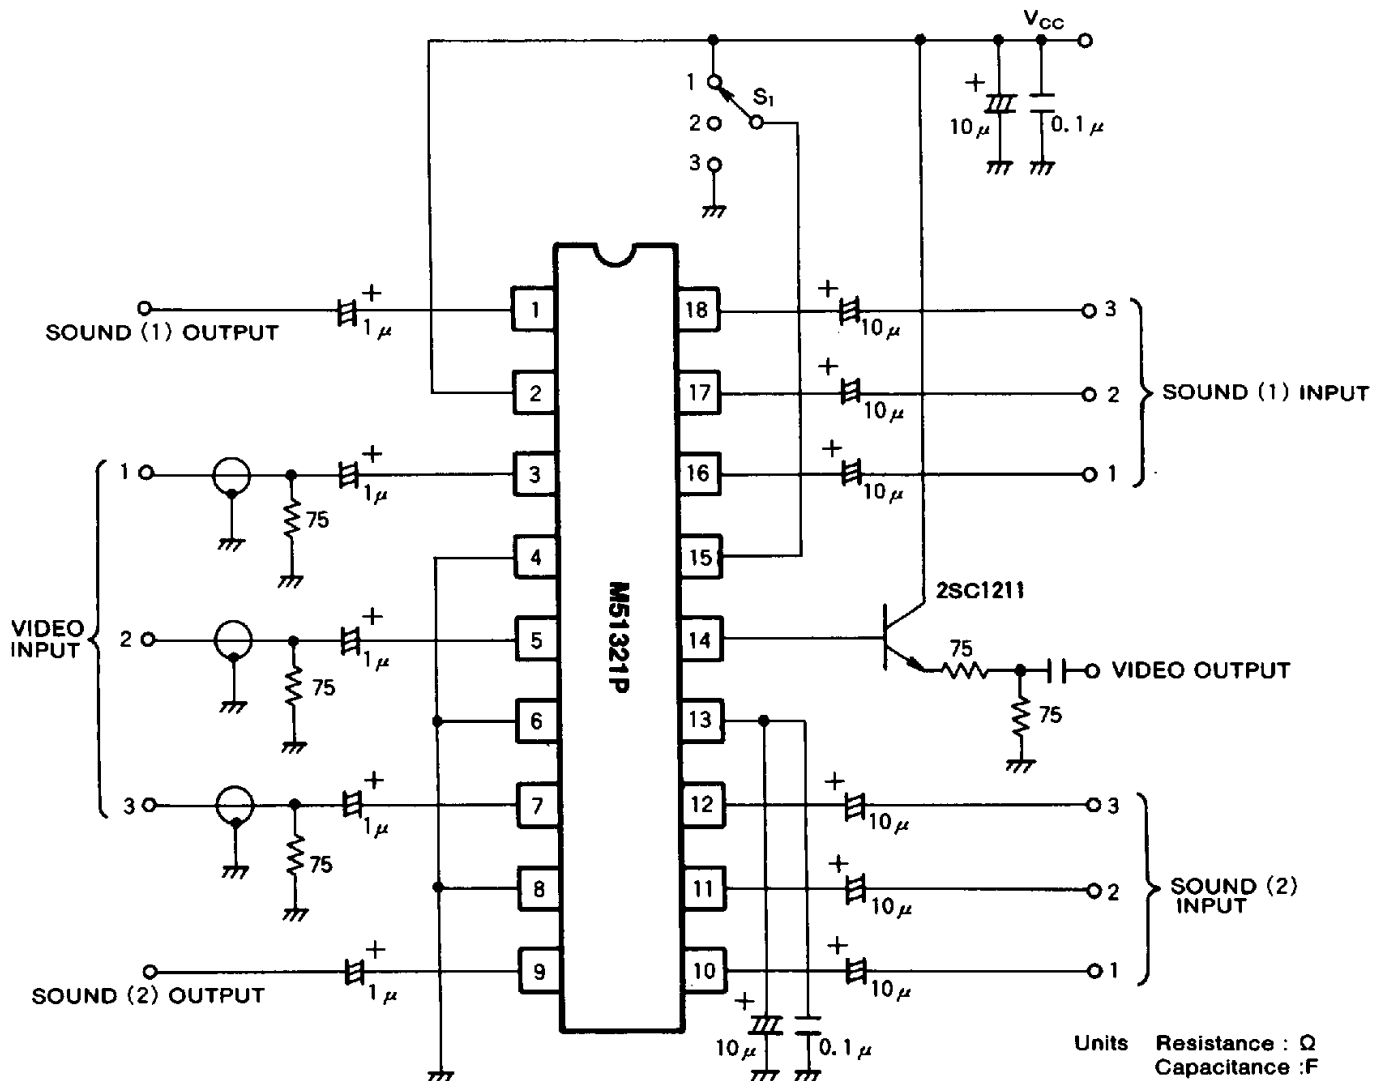 V_CC
1
S₁
+
2
10μ
0.1μ
3
+
1
18
+
3
SOUND (1) OUTPUT
1μ
10μ
+
2
17
2
SOUND (1) INPUT
10μ
1
+
3
16
+
1
1μ
10μ
75
4
15
2SC1211
VIDEO
INPUT
2
+
5
M51321P
14
75
VIDEO OUTPUT
1μ
75
6
13
75
3
+
7
12
+
3
1μ
10μ
75
8
11
+
2
SOUND (2)
INPUT
10μ
+
9
10
+
1
SOUND (2) OUTPUT
1μ
10μ
+
10μ
0.1μ
Units Resistance : Ω
Capacitance : F